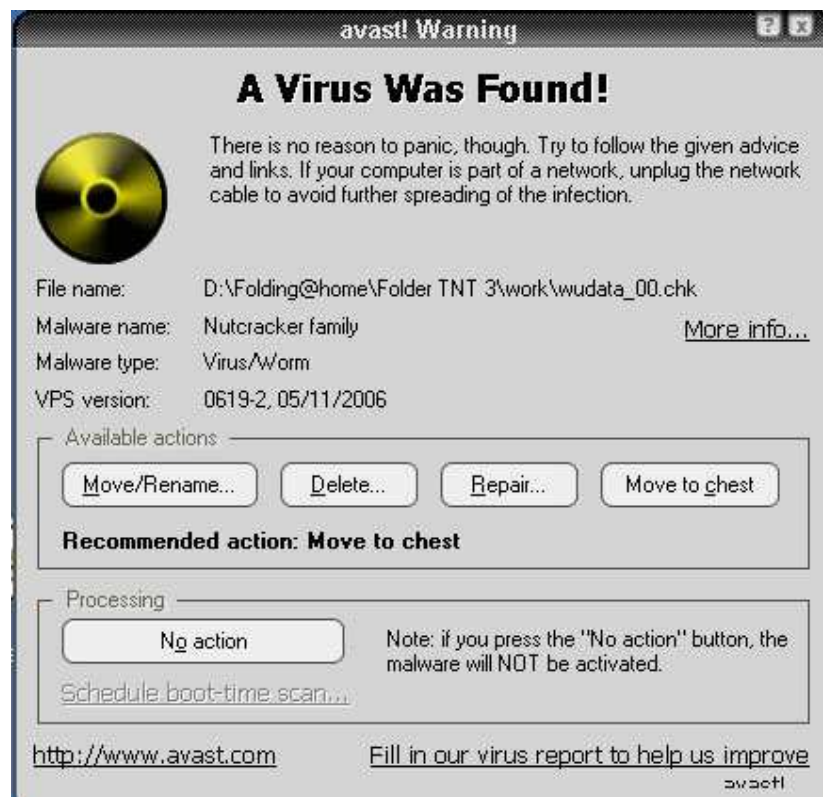 avast! Warning
A Virus Was Found!
There is no reason to panic, though. Try to follow the given advice
and links. If your computer is part of a network, unplug the network
cable to avoid further spreading of the infection.
File name: D:\Folding@home\Folder TNT 3\work\wudata_00.chk
Malware name: Nutcracker family
More info...
Malware type: Virus/Worm
VPS version: 0619-2, 05/11/2006
Available actions
Move/Rename... Delete... Repair... Move to chest
Recommended action: Move to chest
Processing
No action
Note: if you press the "No action" button, the
malware will NOT be activated.
Schedule boot-time scan...
http://www.avast.com Fill in our virus report to help us improve
avast!